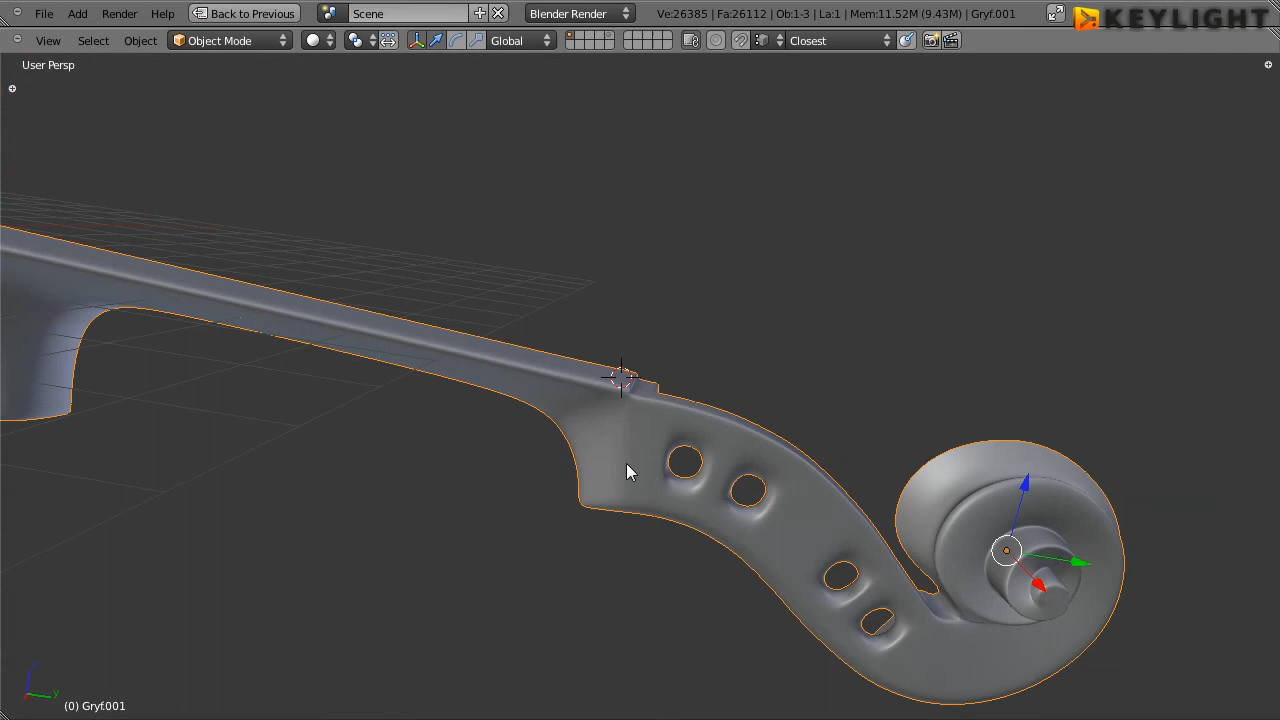 File Add Render Help Back to Previous Scene Blender Render Ve:26385 | Fa:26112 | Ob:1-3 | La:1 | Mem:11.52M (9.43M) | Gryf.001
KEYLIGHT
View Select Object Object Mode Global Closest
User Persp
z
y
(0) Gryf.001